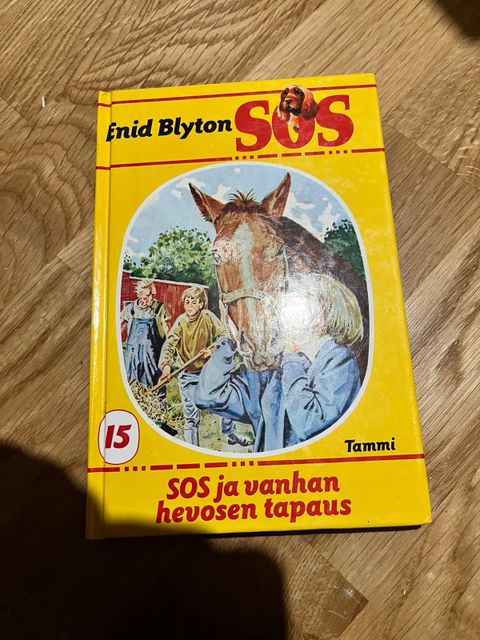 Enid Blyton SOS
15
Tammi
SOS ja vanhan
hevosen tapaus